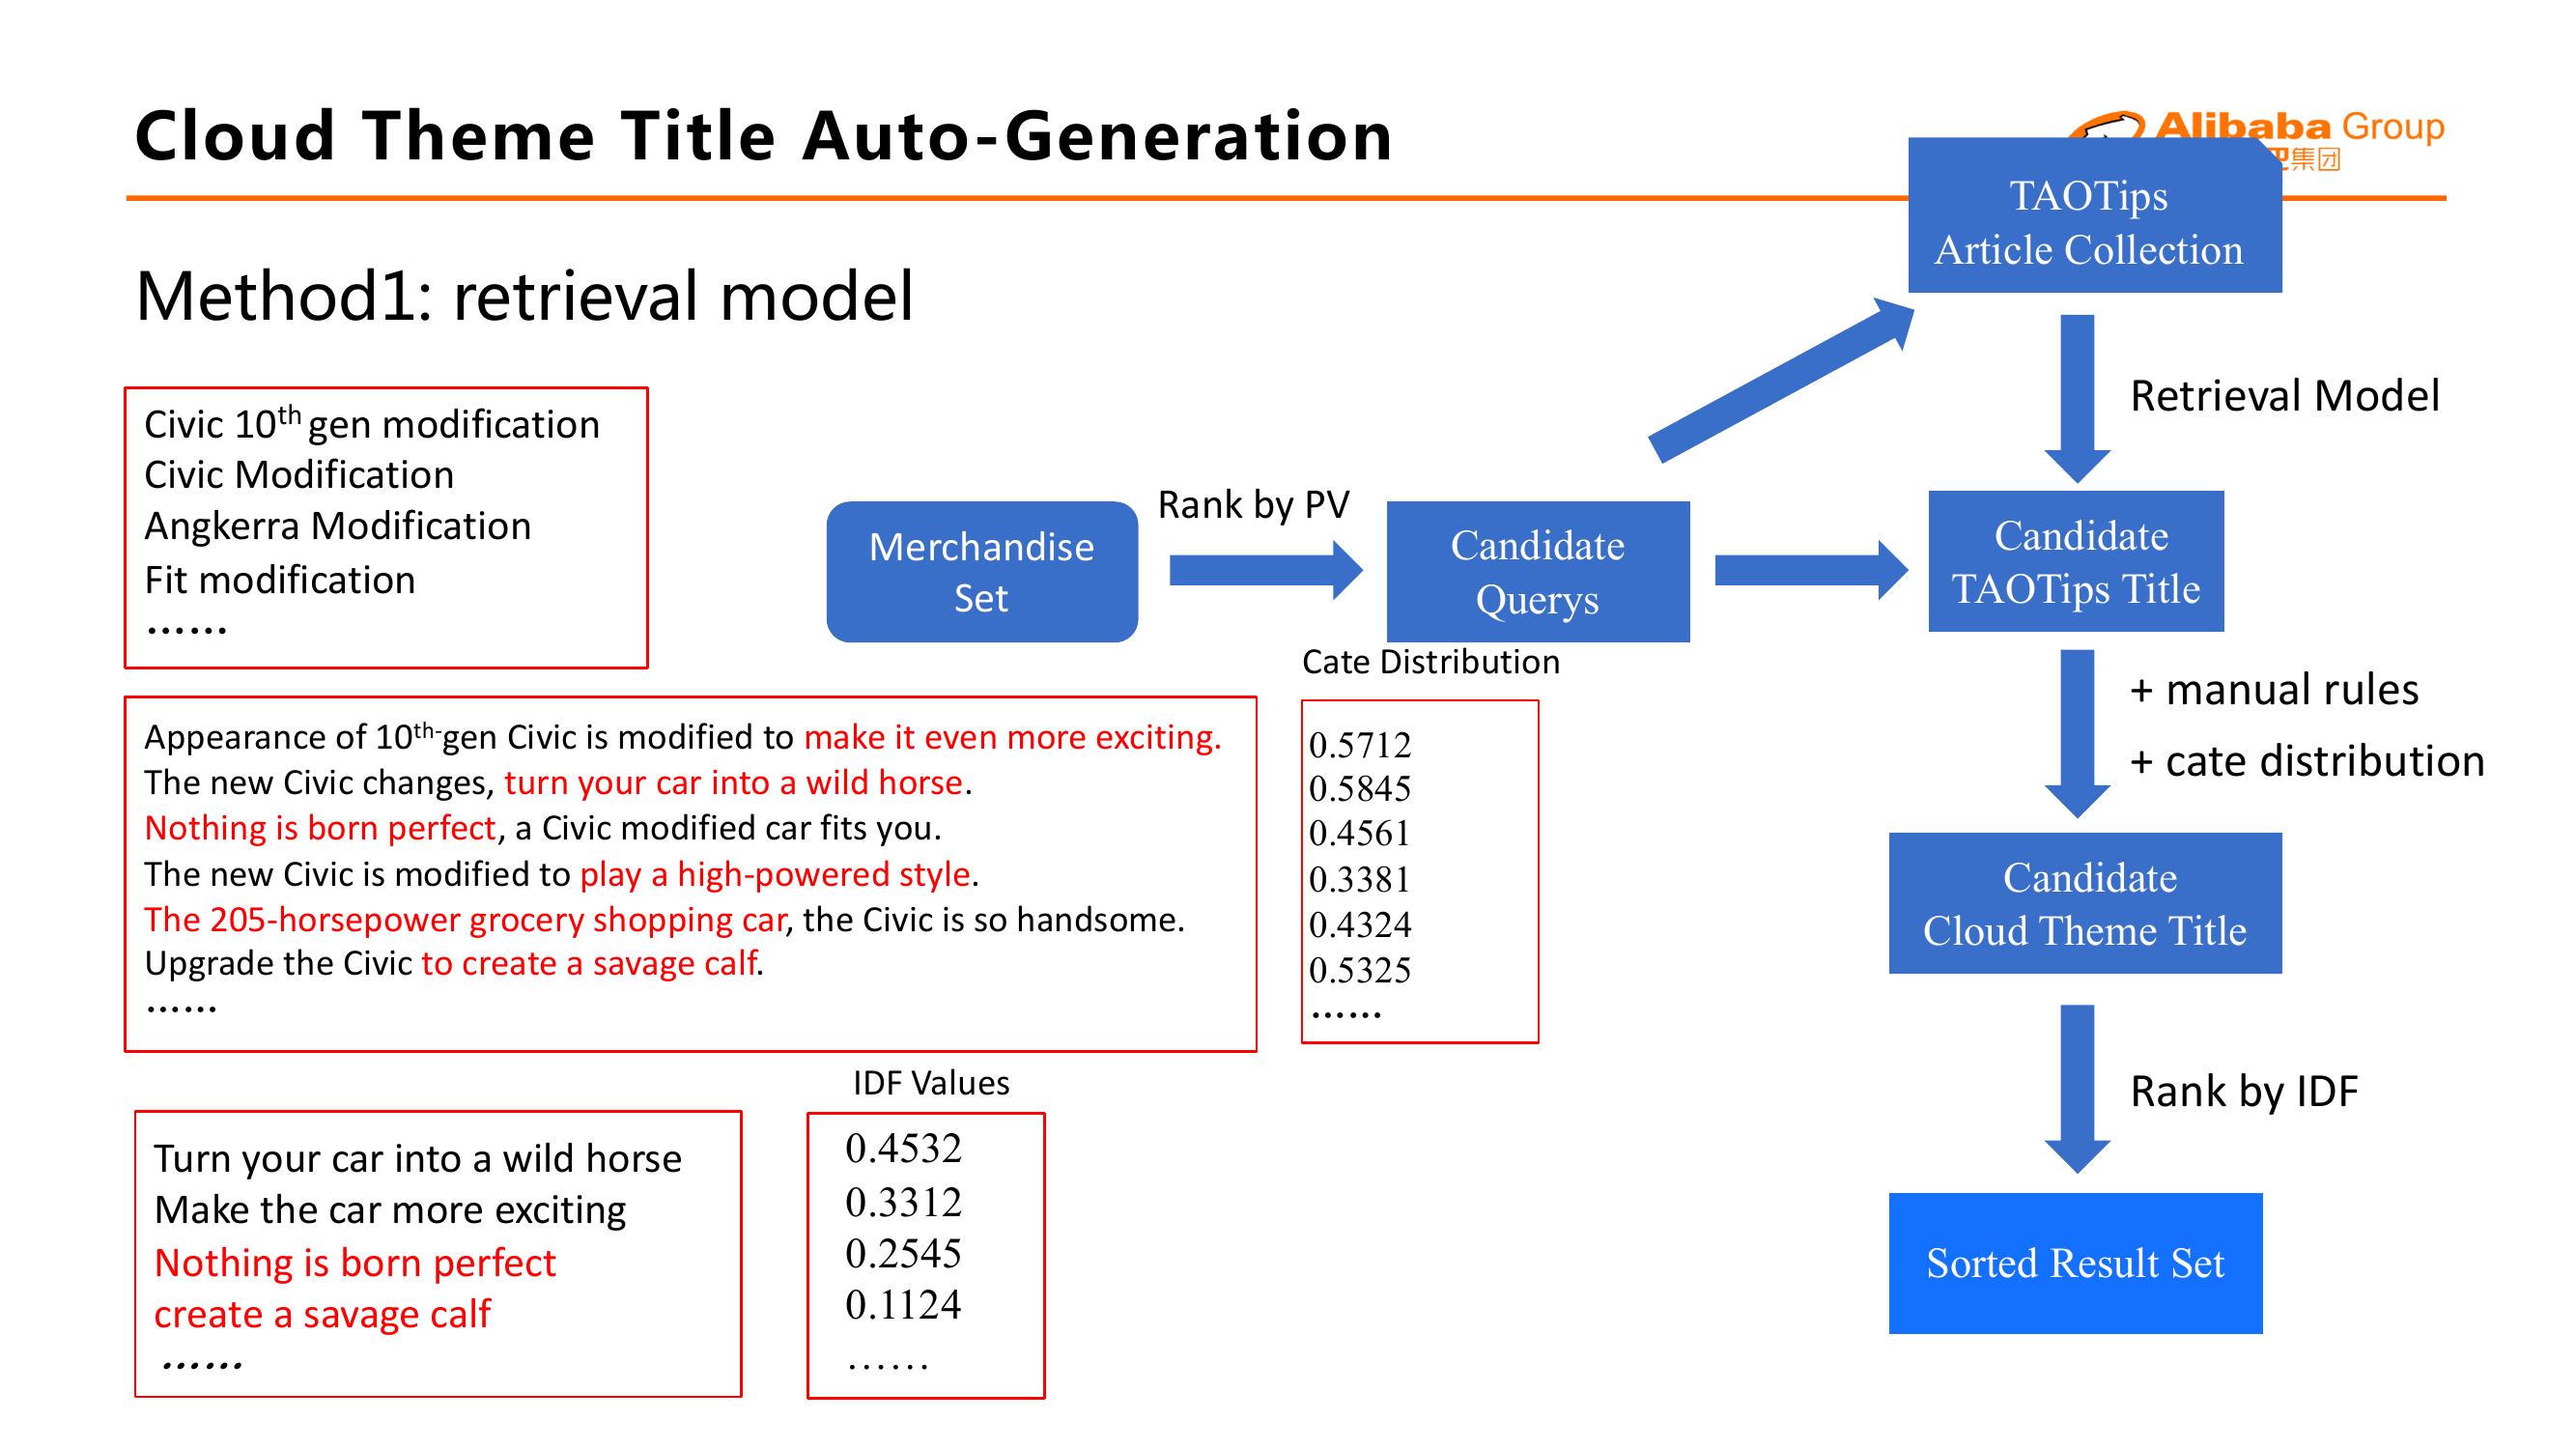 Cloud Theme Title Auto-Generation
Alibaba Group
集团
Method1: retrieval model
Civic 10th gen modification
Civic Modification
Angkerra Modification
Fit modification
……
Appearance of 10th-gen Civic is modified to make it even more exciting.
The new Civic changes, turn your car into a wild horse.
Nothing is born perfect, a Civic modified car fits you.
The new Civic is modified to play a high-powered style.
The 205-horsepower grocery shopping car, the Civic is so handsome.
Upgrade the Civic to create a savage calf.
……
Cate Distribution
0.5712
0.5845
0.4561
0.3381
0.4324
0.5325
……
Turn your car into a wild horse
Make the car more exciting
Nothing is born perfect
create a savage calf
……
IDF Values
0.4532
0.3312
0.2545
0.1124
……
Merchandise
Set
Rank by PV
Candidate
Querys
TAOTips
Article Collection
Retrieval Model
Candidate
TAOTips Title
+ manual rules
+ cate distribution
Candidate
Cloud Theme Title
Rank by IDF
Sorted Result Set